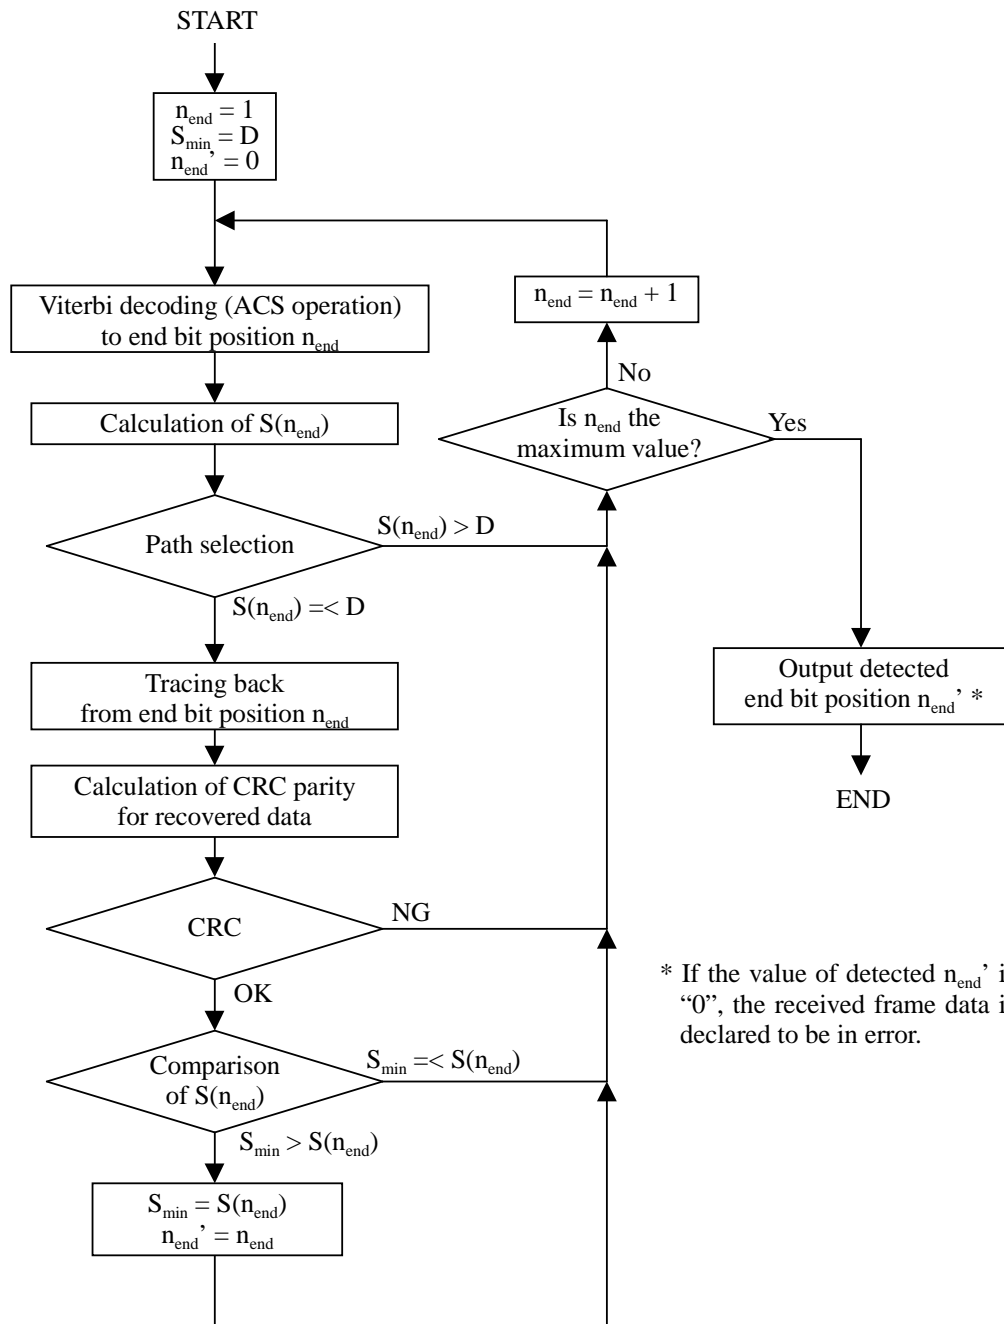 START
n_end = 1
S_min = D
n_end’ = 0
Viterbi decoding (ACS operation)
to end bit position n_end
Calculation of S(n_end)
Path selection
S(n_end) > D
S(n_end) =< D
Tracing back
from end bit position n_end
Calculation of CRC parity
for recovered data
CRC
NG
OK
Comparison
of S(n_end)
S_min =< S(n_end)
S_min > S(n_end)
S_min = S(n_end)
n_end’ = n_end
n_end = n_end + 1
No
Is n_end the
maximum value?
Yes
Output detected
end bit position n_end’ *
END
* If the value of detected n_end’ i
“0”, the received frame data i
declared to be in error.